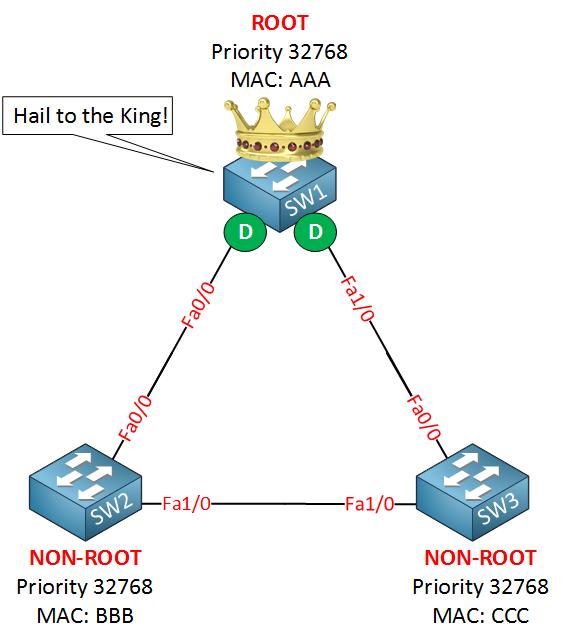 ROOT
Priority 32768
MAC: AAA
Hail to the King!
SW1
D
D
Fa0/0
Fa1/0
Fa0/0
Fa0/0
SW2
Fa1/0
Fa1/0
SW3
NON-ROOT
Priority 32768
MAC: BBB
NON-ROOT
Priority 32768
MAC: CCC